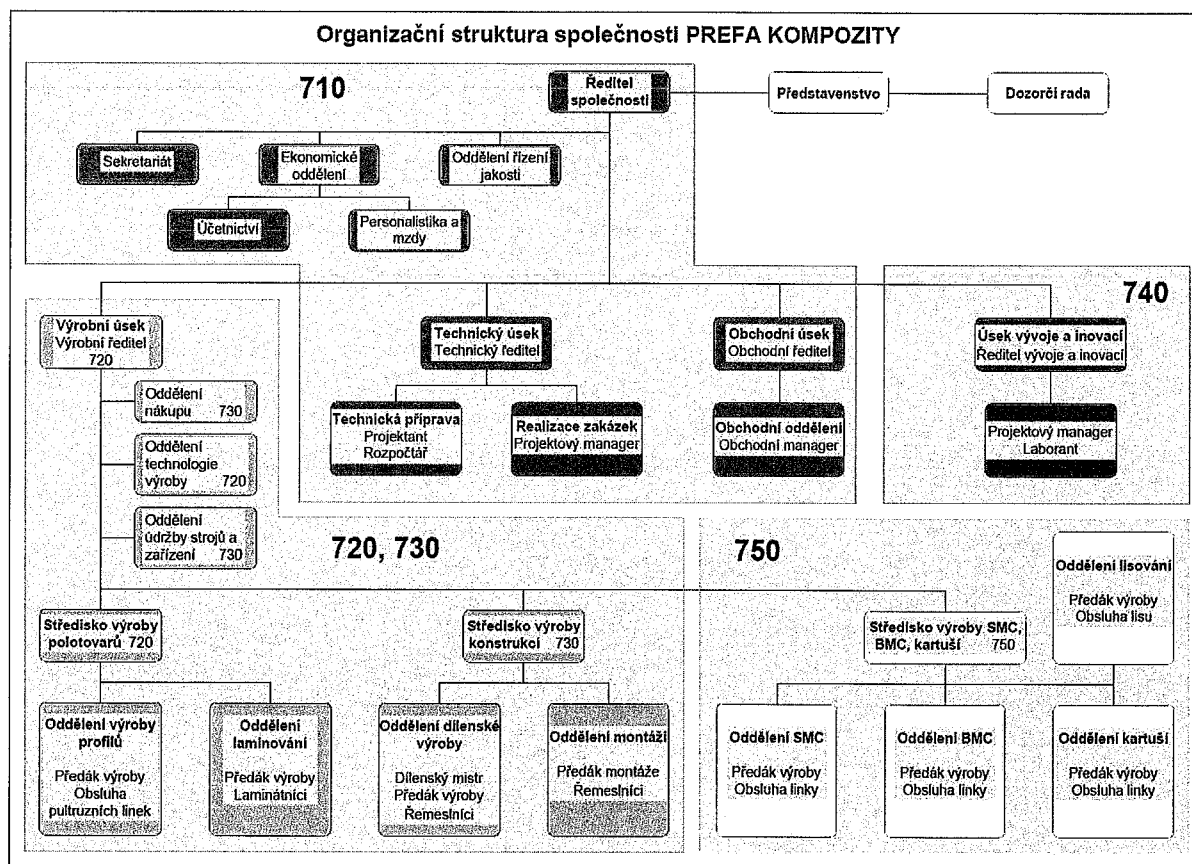 Organizační struktura společnosti PREFA KOMPOZITY
710
Ředitel
společnosti
Představenstvo
Dozorčí rada
Sekretariát
Ekonomické
oddělení
Oddělení řízení
jakosti
Účetnictví
Personalistika a
mzdy
740
Výrobní úsek
Výrobní ředitel
720
Technický úsek
Technický ředitel
Obchodní úsek
Obchodní ředitel
Úsek vývoje a inovací
Ředitel vývoje a inovací
Oddělení
nákupu 730
Oddělení
technologie
výroby 720
Oddělení
údržby strojů a
zařízení 730
Technická příprava
Projektant
Rozpočtář
Realizace zakázek
Projektový manager
Obchodní oddělení
Obchodní manager
Projektový manager
Laborant
720, 730
750
Oddělení lisování
Předák výroby
Obsluha lisu
Středisko výroby
polotovarů 720
Středisko výroby
konstrukcí 730
Středisko výroby SMC,
BMC, kartuší 750
Oddělení výroby
profilů
Předák výroby
Obsluha
pultruzních linek
Oddělení
laminování
Předák výroby
Laminátníci
Oddělení dílenské
výroby
Dílenský mistr
Předák výroby
Řemeslníci
Oddělení montáží
Předák montáže
Řemeslníci
Oddělení SMC
Předák výroby
Obsluha linky
Oddělení BMC
Předák výroby
Obsluha linky
Oddělení kartuší
Předák výroby
Obsluha linky